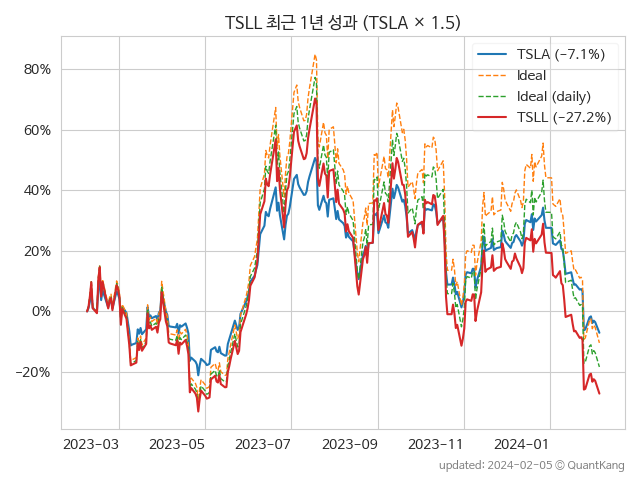 TSLL 최근 1년 성과 (TSLA × 1.5)
TSLA (−7.1%)
Ideal
Ideal (daily)
TSLL (−27.2%)
80%
60%
40%
20%
0%
−20%
2023-03 2023-05 2023-07 2023-09 2023-11 2024-01
updated: 2024-02-05 © QuantKang